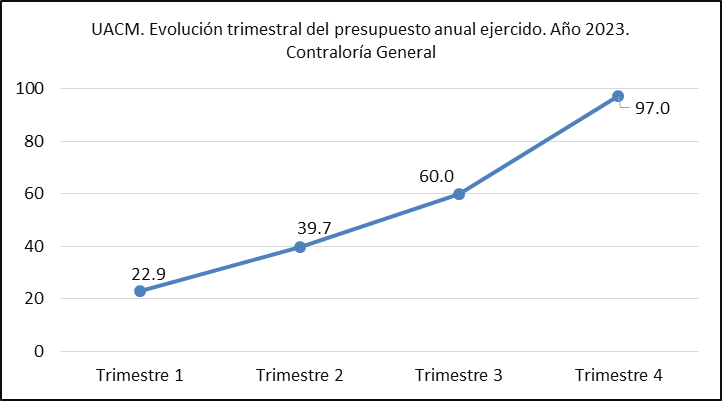 UACM. Evolución trimestral del presupuesto anual ejercido. Año 2023.
Contraloría General
100
80
60
40
20
0
22.9
39.7
60.0
97.0
Trimestre 1
Trimestre 2
Trimestre 3
Trimestre 4